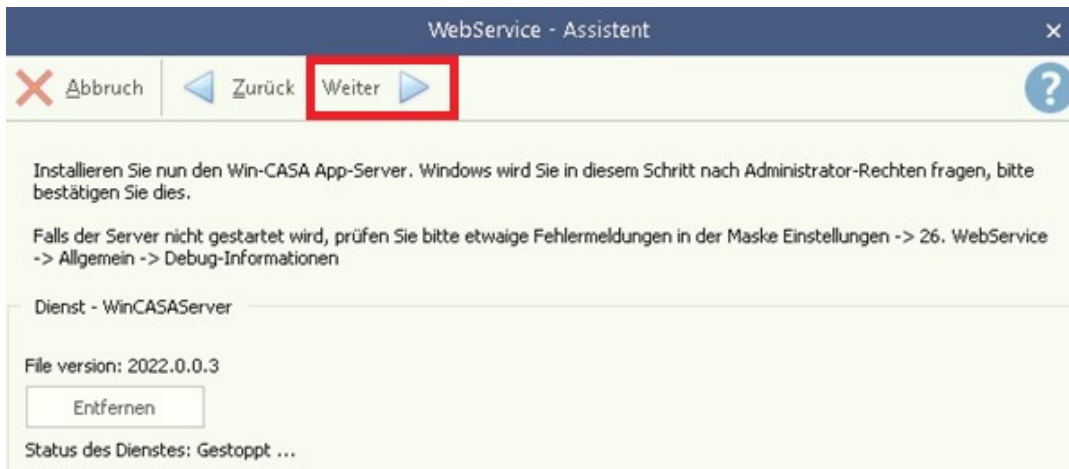 WebService - Assistent
Abbruch Zurück Weiter
Installieren Sie nun den Win-CASA App-Server. Windows wird Sie in diesem Schritt nach Administrator-Rechten fragen, bitte
bestätigen Sie dies.
Falls der Server nicht gestartet wird, prüfen Sie bitte etwaige Fehlermeldungen in der Maske Einstellungen -> 26. WebService
-> Allgemein -> Debug-Informationen
Dienst - WinCASAServer
File version: 2022.0.0.3
Entfernen
Status des Dienstes: Gestoppt ...